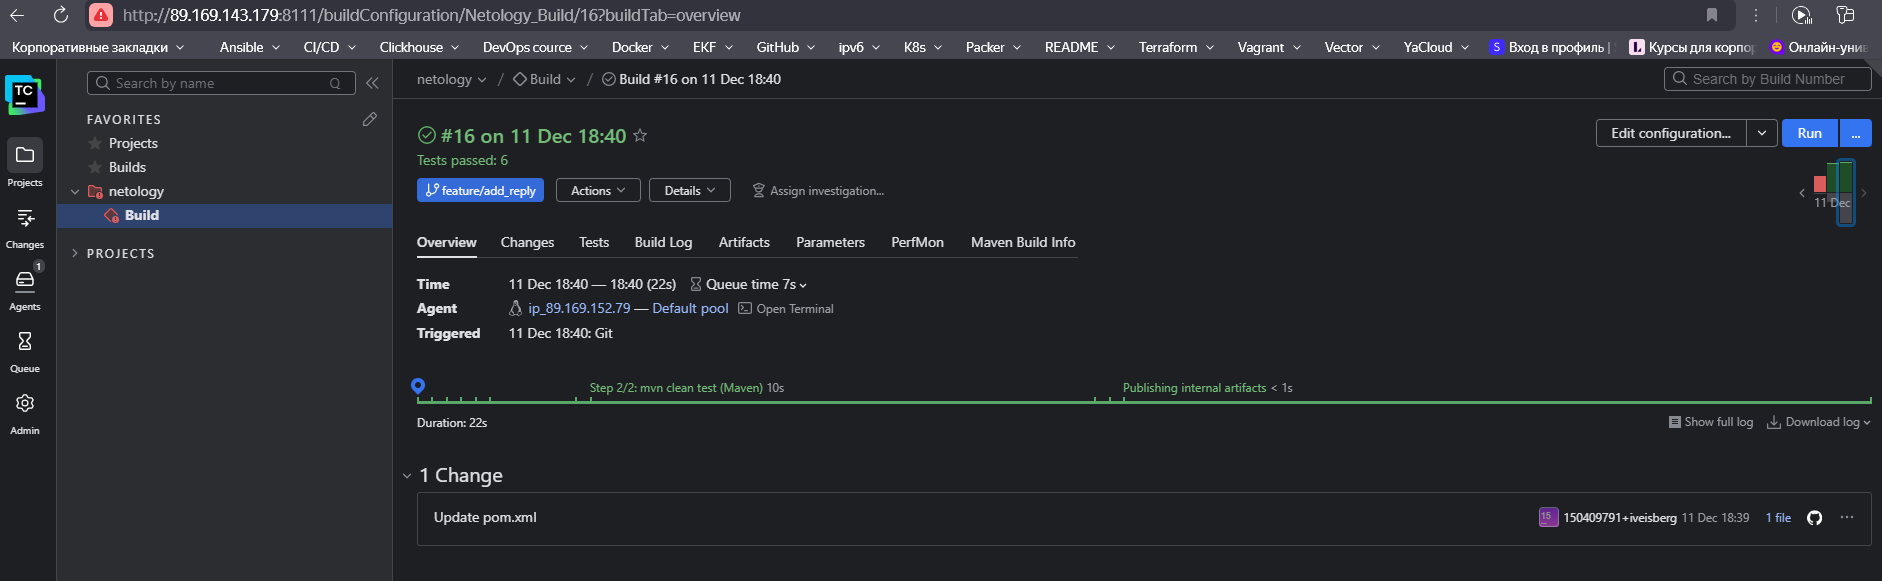 http://89.169.143.179:8111/buildConfiguration/Netology_Build/16?buildTab=overview
Корпоративные закладки Ansible CI/CD Clickhouse DevOps cource Docker EKF GitHub ipv6 K8s Packer README Terraform Vagrant Vector YaCloud S Вход в профиль | L Курсы для корпор Онлайн-унив
TC
Search by name Q
netology / Build / Build #16 on 11 Dec 18:40
Search by Build Number
FAVORITES
Projects
Builds
netology
Build
PROJECTS
Projects
Changes
1
Agents
Queue
Admin
#16 on 11 Dec 18:40
Edit configuration... Run ...
Tests passed: 6
feature/add_reply Actions Details Assign investigation...
11 Dec
Overview Changes Tests Build Log Artifacts Parameters PerfMon Maven Build Info
Time 11 Dec 18:40 — 18:40 (22s) Queue time 7s
Agent ip_89.169.152.79 — Default pool Open Terminal
Triggered 11 Dec 18:40: Git
Step 2/2: mvn clean test (Maven) 10s Publishing internal artifacts < 1s
Duration: 22s Show full log Download log
1 Change
Update pom.xml 15 150409791+iveisberg 11 Dec 18:39 1 file ...